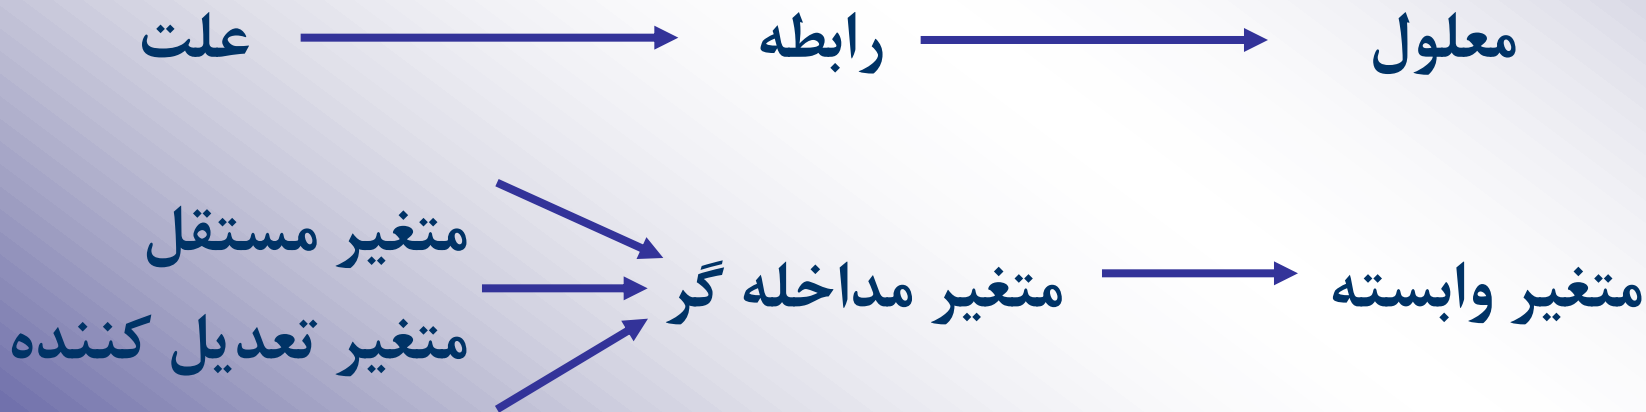 علت
رابطه
معلول
متغیر مستقل
متغیر تعدیل کننده
متغیر مداخله گر
متغیر وابسته